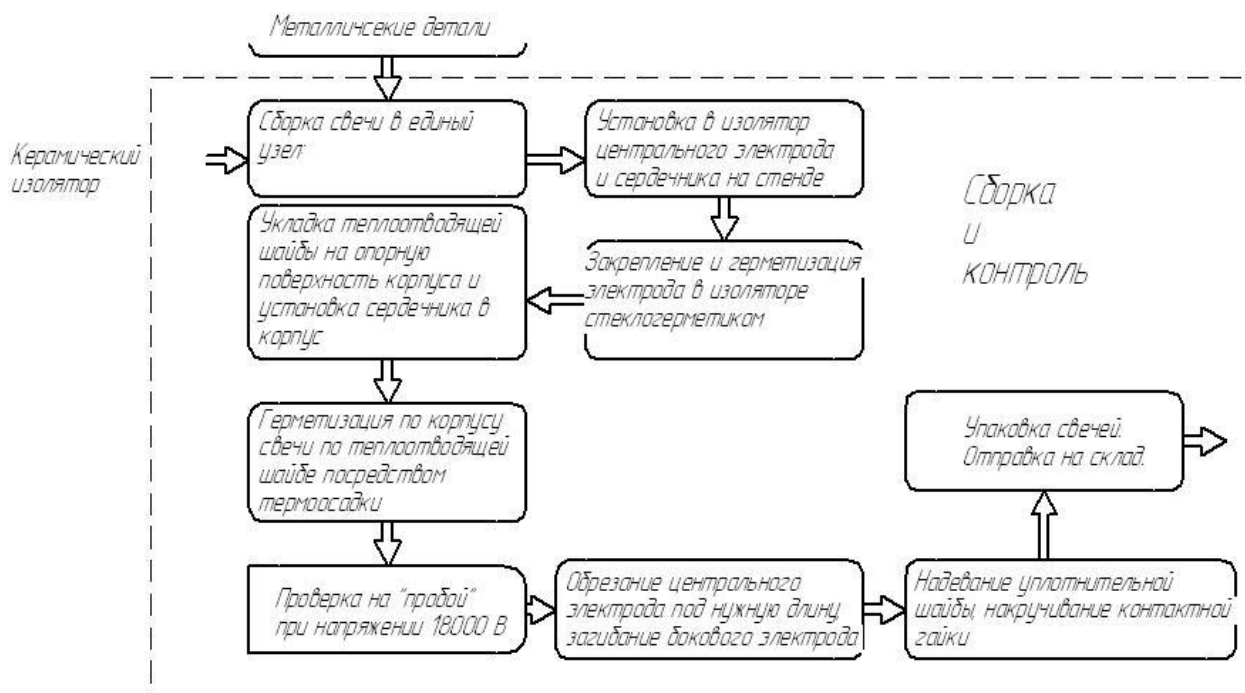 Металличсекие детали
Керамический
изолятор
Сборка свечи в единый
узел:
Установка в изолятор
центрального электрода
и сердечника на стенде
Сборка
и
контроль
Укладка теплоотводящей
шайбы на опорную
поверхность корпуса и
установка сердечника в
корпус
Закрепление и герметизация
электрода в изоляторе
стеклогерметиком
Герметизация по корпусу
свечи по теплоотводящей
шайбе посредством
термоосадки
Упаковка свечей.
Отправка на склад.
Проверка на "пробой"
при напряжении 18000 В
Обрезание центрального
электрода под нужную длину,
загибание бокового электрода
Надевание уплотнительной
шайбы, накручивание контактной
гайки